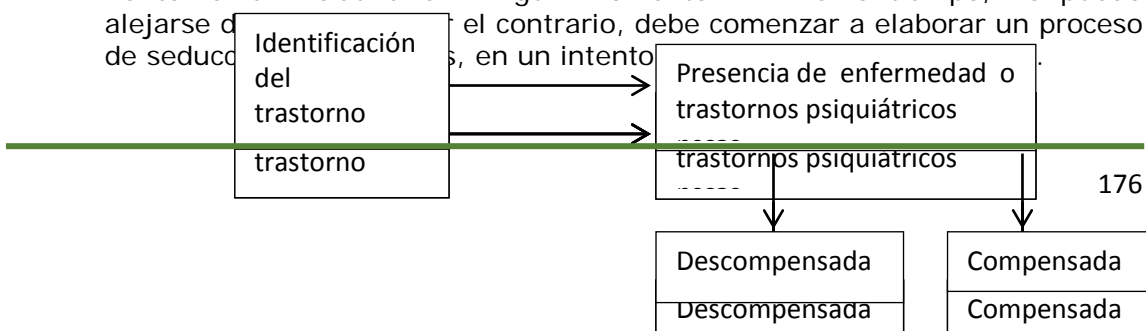 alejarse d
r el contrario, debe comenzar a elaborar un proceso
de seducc
s, en un intento
.
Identificación
del
trastorno
trastorno
Presencia de enfermedad o
trastornos psiquiátricos
trastornos psiquiátricos
176
Descompensada
Descompensada
Compensada
Compensada